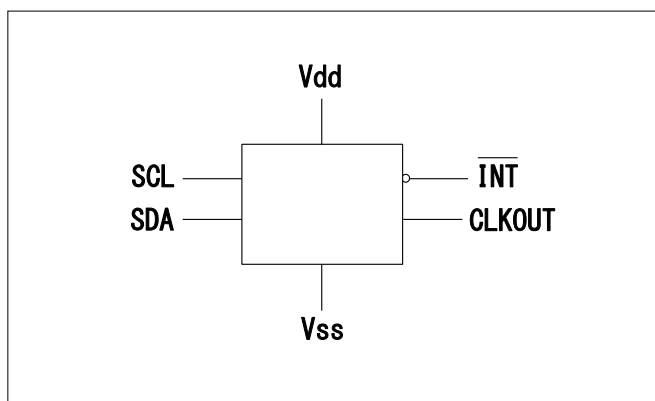 Vdd
SCL
INT
SDA
CLKOUT
Vss